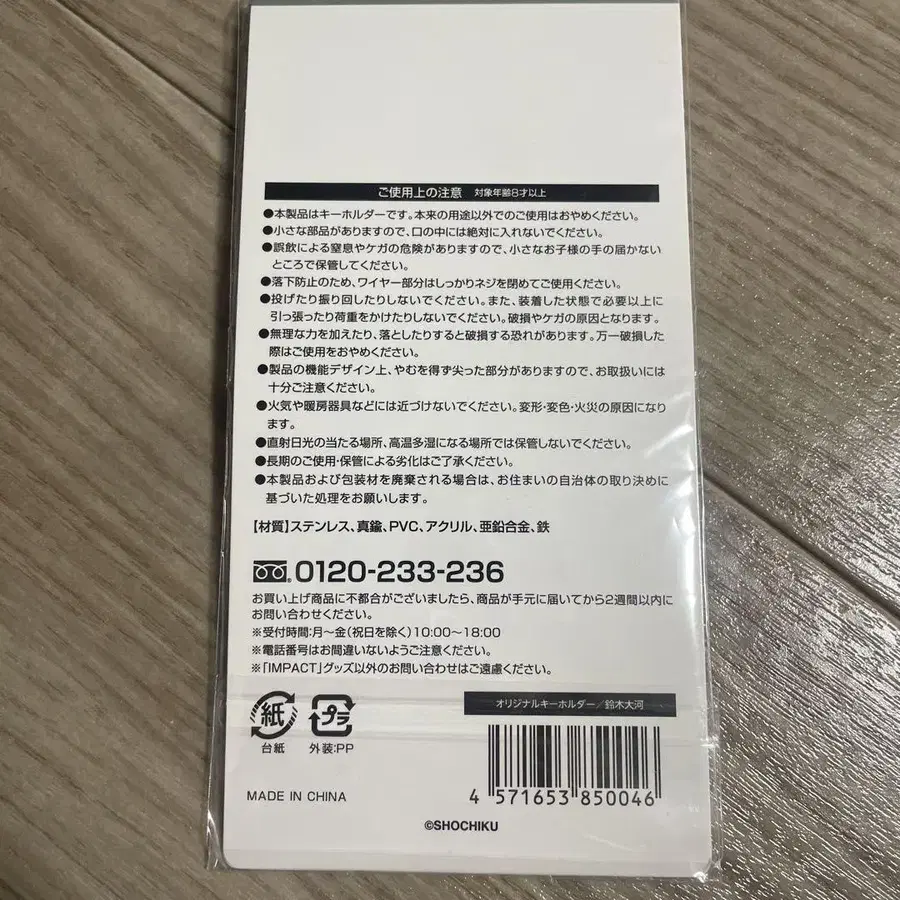 ご使用上の注意 対象年齢8才以上
●本製品はキーホルダーです。本来の用途以外でのご使用はおやめください。
●小さな部品がありますので、口の中には絶対に入れないでください。
●誤飲による窒息やケガの危険がありますので、小さなお子様の手の届かない
ところで保管してください。
●落下防止のため、ワイヤー部分はしっかりネジを閉めてご使用ください。
●投げたり振り回したりしないでください。また、装着した状態で必要以上に
引っ張ったり荷重をかけたりしないでください。破損やケガの原因となります。
●無理な力を加えたり、落としたりすると破損する恐れがあります。万一破損した
際はご使用をおやめください。
●製品の機能デザイン上、やむを得ず尖った部分がありますので、お取扱いには
十分ご注意ください。
●火気や暖房器具などには近づけないでください。変形・変色・火災の原因になり
ます。
●直射日光の当たる場所、高温多湿になる場所では保管しないでください。
●長期のご使用・保管による劣化はご了承ください。
●本製品および包装材を廃棄される場合は、お住まいの自治体の取り決めに
基づいた処理をお願いします。
【材質】ステンレス、真鍮、PVC、アクリル、亜鉛合金、鉄
0120-233-236
お買い上げ商品に不都合がございましたら、商品が手元に届いてから2週間以内に
お問い合わせください。
※受付時間:月〜金(祝日を除く)10:00〜18:00
※電話番号はお間違いないようご注意ください。
※「IMPACT」グッズ以外のお問い合わせはご遠慮ください。
紙 プラ
台紙 外装:PP
オリジナルキーホルダー/鈴木大河
MADE IN CHINA
4 571653 850046
©SHOCHIKU